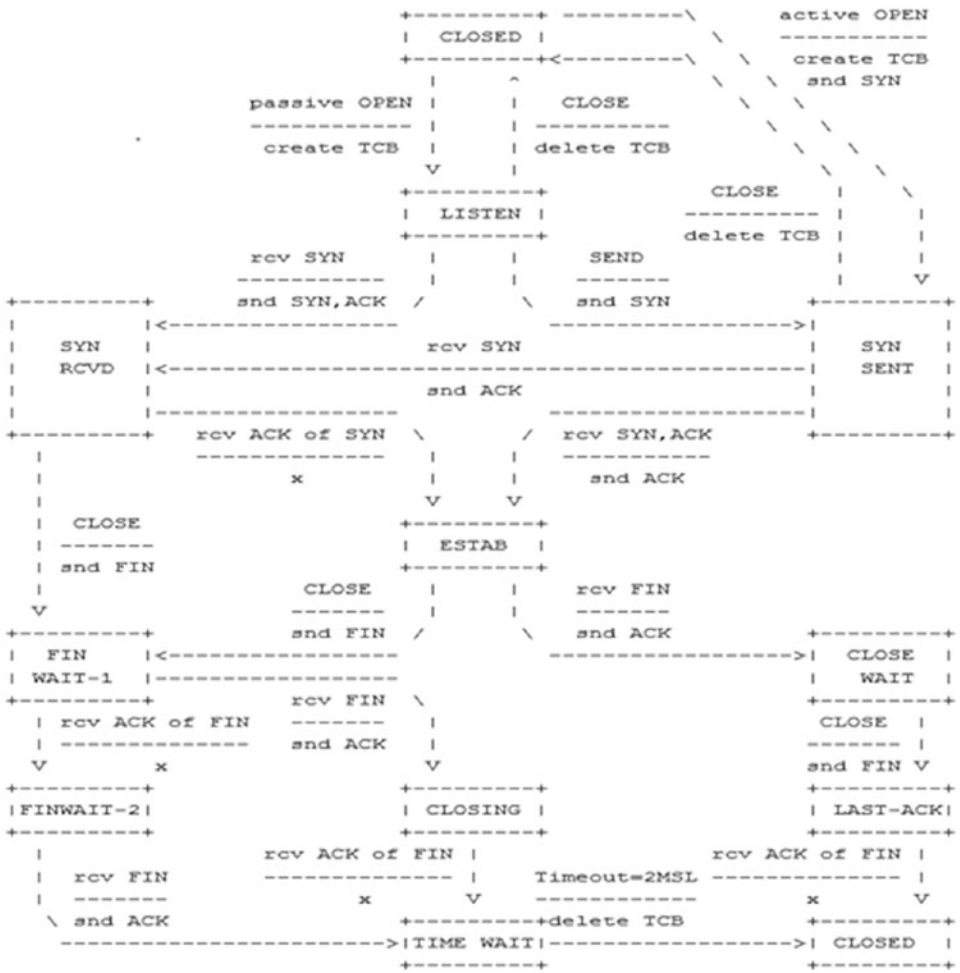 active OPEN
CLOSED
create TCB
snd SYN
passive OPEN CLOSE
create TCB delete TCB
CLOSE
LISTEN
delete TCB
rcv SYN SEND
snd SYN,ACK snd SYN
SYN rcv SYN SYN
RCVD SENT
snd ACK
rcv ACK of SYN rcv SYN,ACK
x snd ACK
CLOSE
ESTAB
snd FIN
CLOSE rcv FIN
snd FIN snd ACK
FIN CLOSE
WAIT-1 WAIT
rcv FIN
rcv ACK of FIN CLOSE
snd ACK
x snd FIN
FINWAIT-2 CLOSING LAST-ACK
rcv ACK of FIN rcv ACK of FIN
rcv FIN Timeout=2MSL
x x
snd ACK delete TCB
TIME WAIT CLOSED